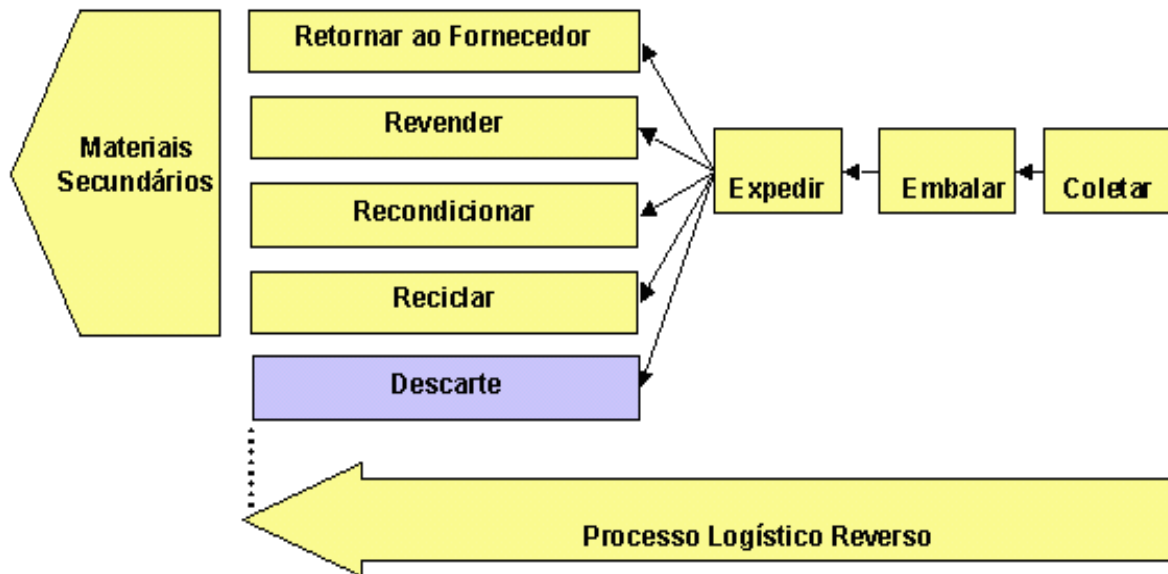 Retornar ao Fornecedor
Revender
Materiais
Secundários
Recondicionar
Expedir
Embalar
Coletar
Reciclar
Descarte
Processo Logístico Reverso